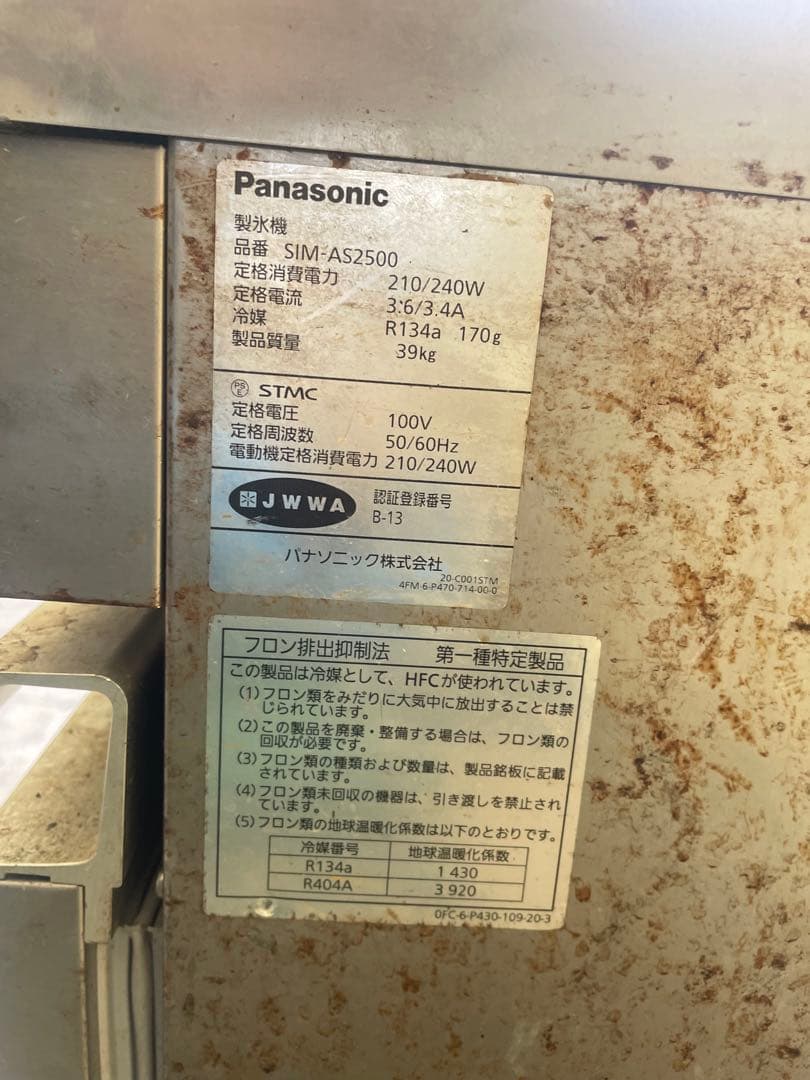 Panasonic
製氷機
品番 SIM-AS2500
定格消費電力 210/240W
定格電流 3.6/3.4A
冷媒 R134a 170g
製品質量 39kg
PS E STMC
定格電圧 100V
定格周波数 50/60Hz
電動機定格消費電力 210/240W
JWWA 認証登録番号
B-13
パナソニック株式会社
20-C001STM
4FM-6-P470-714-00-0
フロン排出抑制法 第一種特定製品
この製品は冷媒として、HFCが使われています。
(1)フロン類をみだりに大気中に放出することは禁
じられています。
(2)この製品を廃棄・整備する場合は、フロン類の
回収が必要です。
(3)フロン類の種類および数量は、製品銘板に記載
されています。
(4)フロン類未回収の機器は、引き渡しを禁止され
ています。
(5)フロン類の地球温暖化係数は以下のとおりです。
冷媒番号 地球温暖化係数
R134a 1 430
R404A 3 920
0FC-6-P430-109-20-3